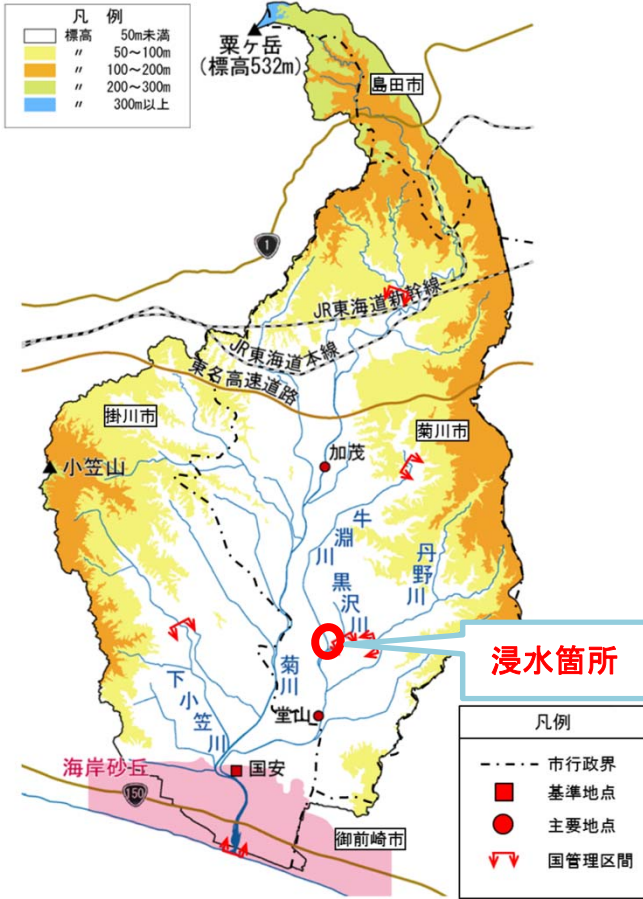 凡 例
標高 50m未満
〃 50～100m
〃 100～200m
〃 200～300m
〃 300m以上
粟ヶ岳
(標高532m)
島田市
1
JR東海道新幹線
JR東海道本線
東名高速道路
掛川市
菊川市
加茂
小笠山
牛淵川
丹野川
黒沢川
浸水箇所
菊川
下小笠川
堂山
海岸砂丘
国安
150
御前崎市
凡例
市行政界
基準地点
主要地点
国管理区間